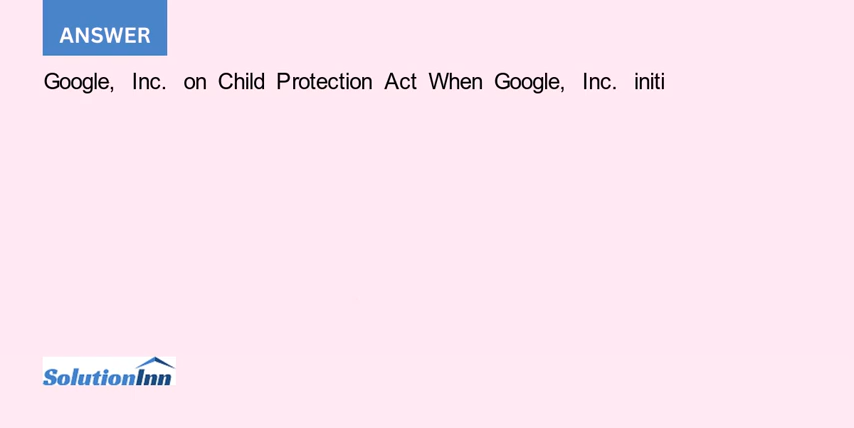 ANSWER
Google, Inc. on Child Protection Act When Google, Inc. initi
SolutionInn